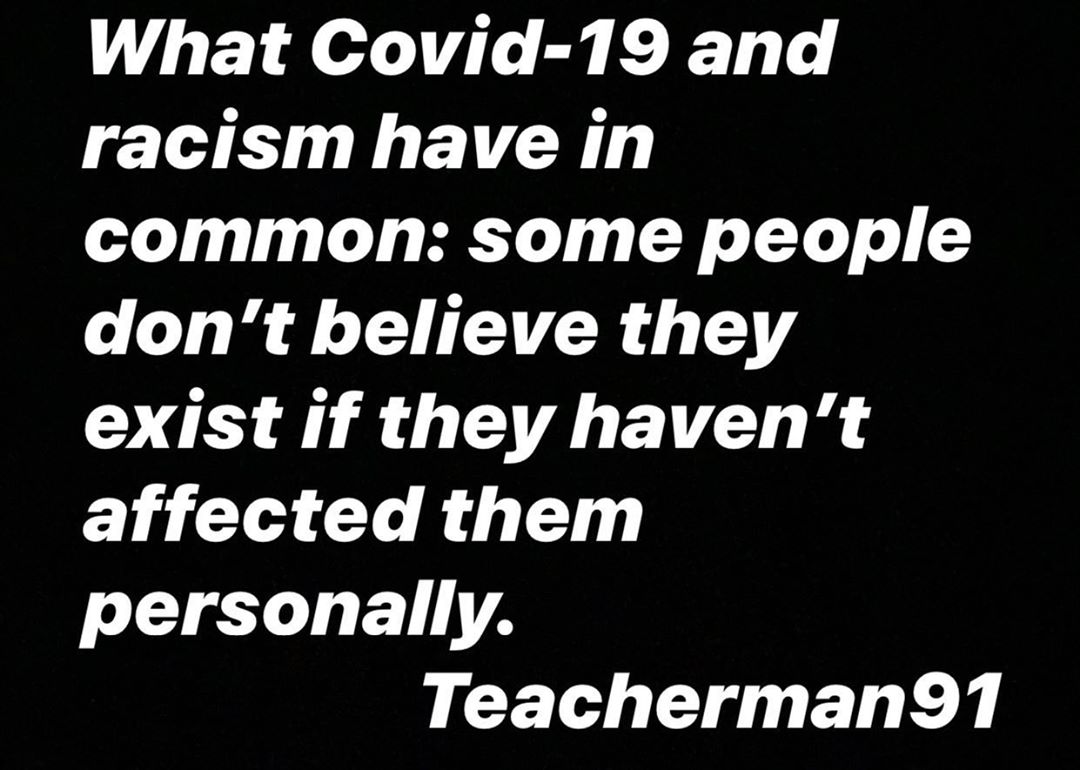 What Covid-19 and
racism have in
common: some people
don’t believe they
exist if they haven’t
affected them
personally.
Teacherman91